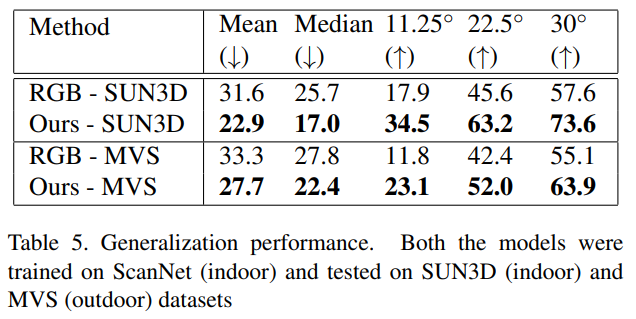 Method Mean Median 11.25° 22.5° 30°
(↓) (↓) (↑) (↑) (↑)
RGB - SUN3D 31.6 25.7 17.9 45.6 57.6
Ours - SUN3D 22.9 17.0 34.5 63.2 73.6
RGB - MVS 33.3 27.8 11.8 42.4 55.1
Ours - MVS 27.7 22.4 23.1 52.0 63.9
Table 5. Generalization performance. Both the models were
trained on ScanNet (indoor) and tested on SUN3D (indoor) and
MVS (outdoor) datasets